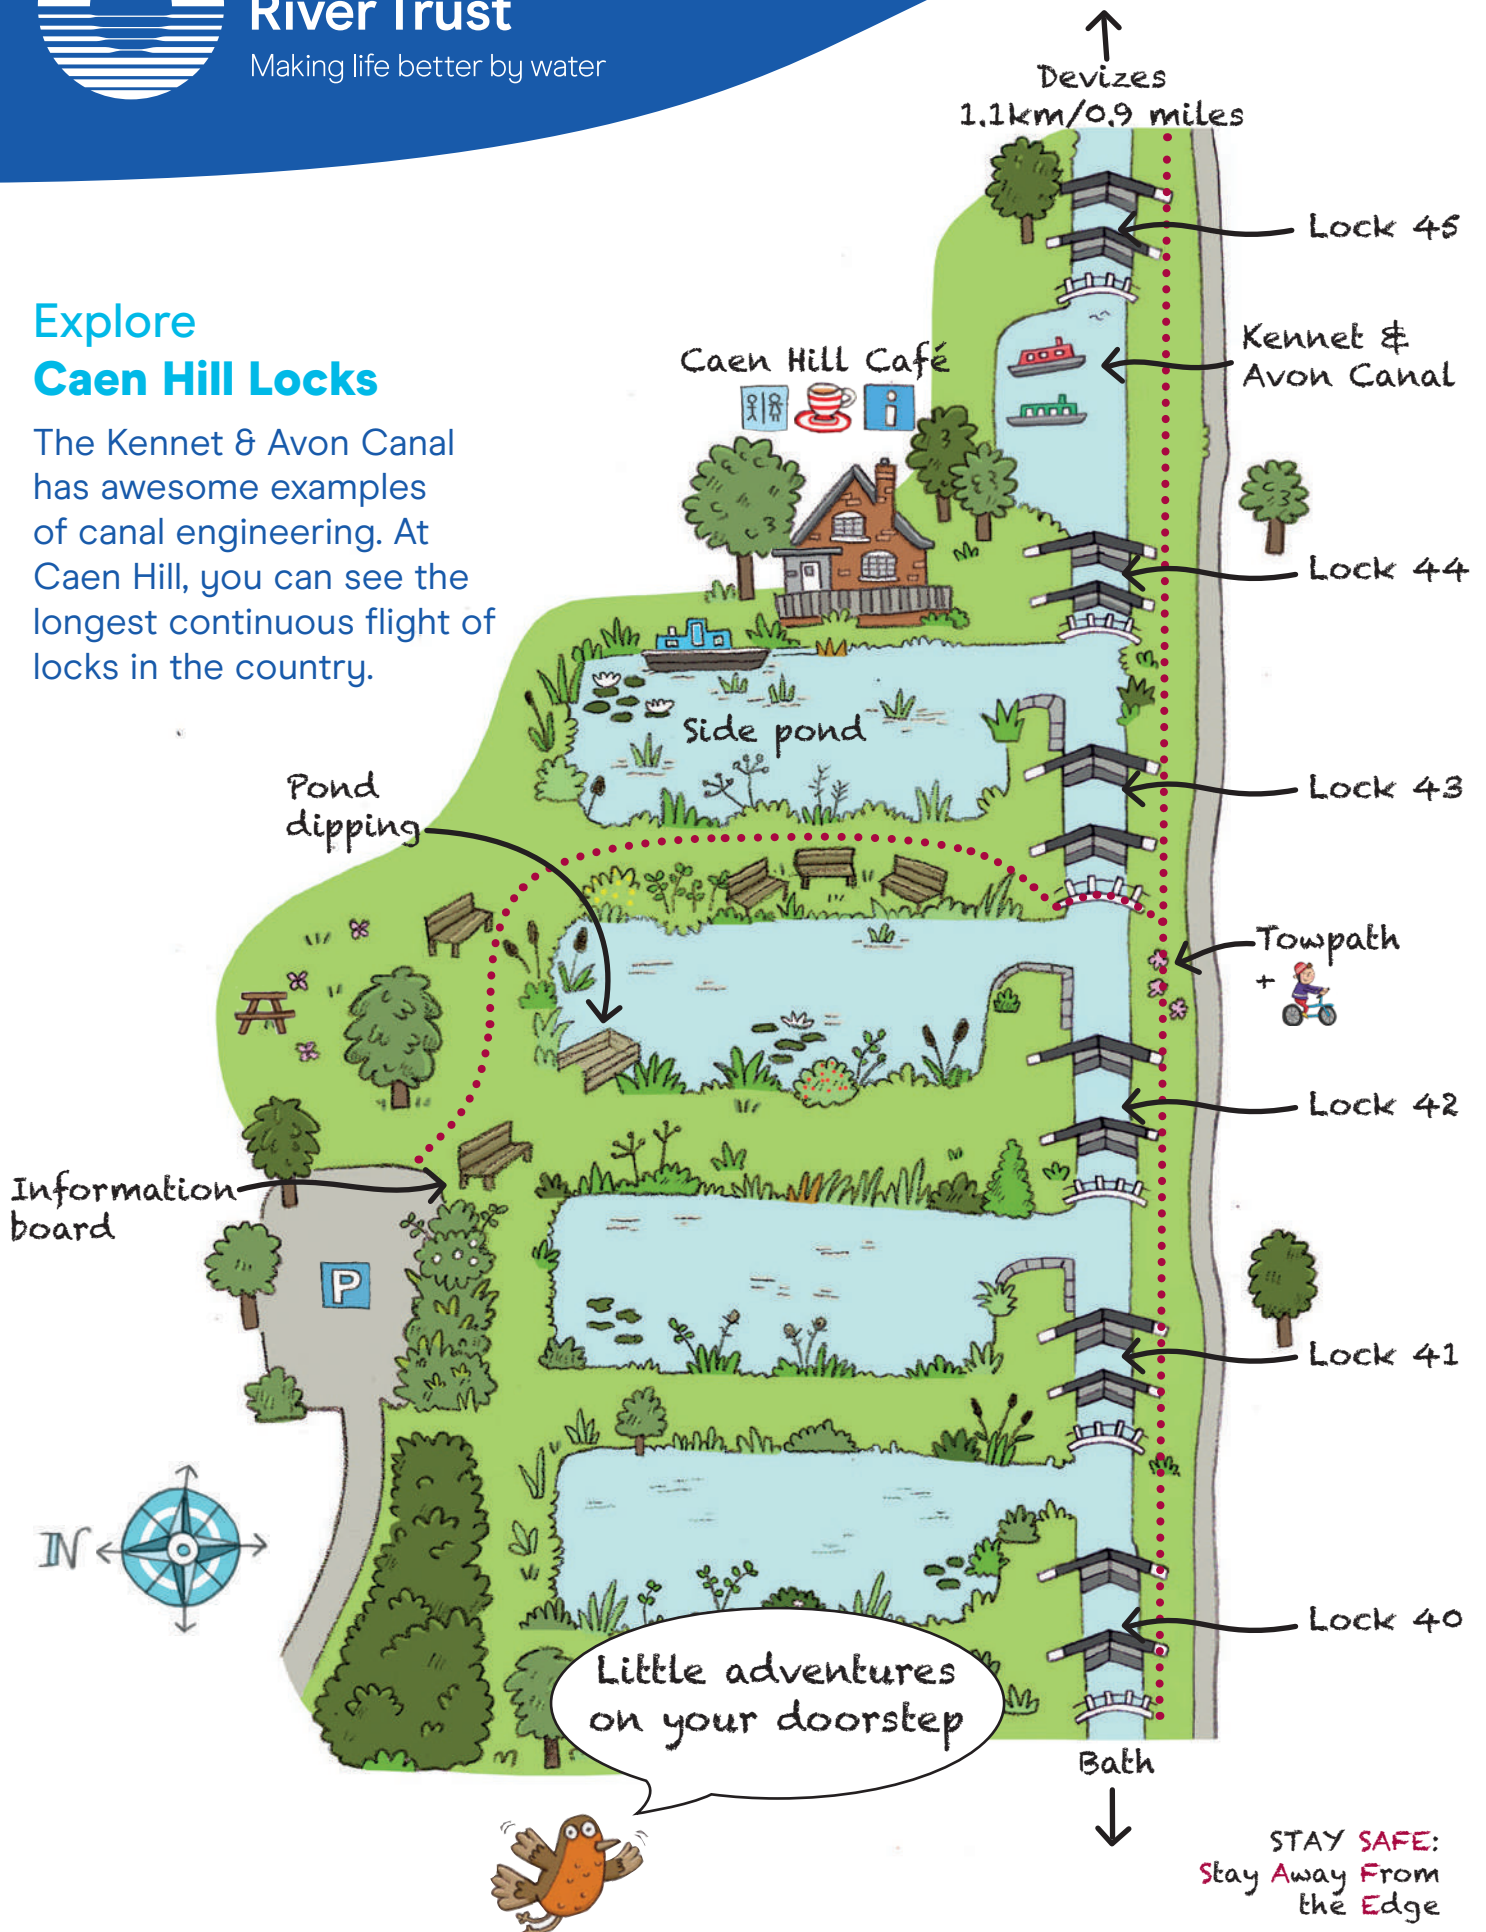 River Trust
Making life better by water
Devizes
1.1km/0.9 miles
Lock 45
Explore
Caen Hill Locks
The Kennet & Avon Canal
has awesome examples
of canal engineering. At
Caen Hill, you can see the
longest continuous flight of
locks in the country.
Kennet &
Avon Canal
Caen Hill Café
i
Lock 44
Side pond
Pond
dipping
Lock 43
Towpath
+
Lock 42
Information
board
P
Lock 41
N
Lock 40
Little adventures
on your doorstep
Bath
STAY SAFE:
Stay Away From
the Edge